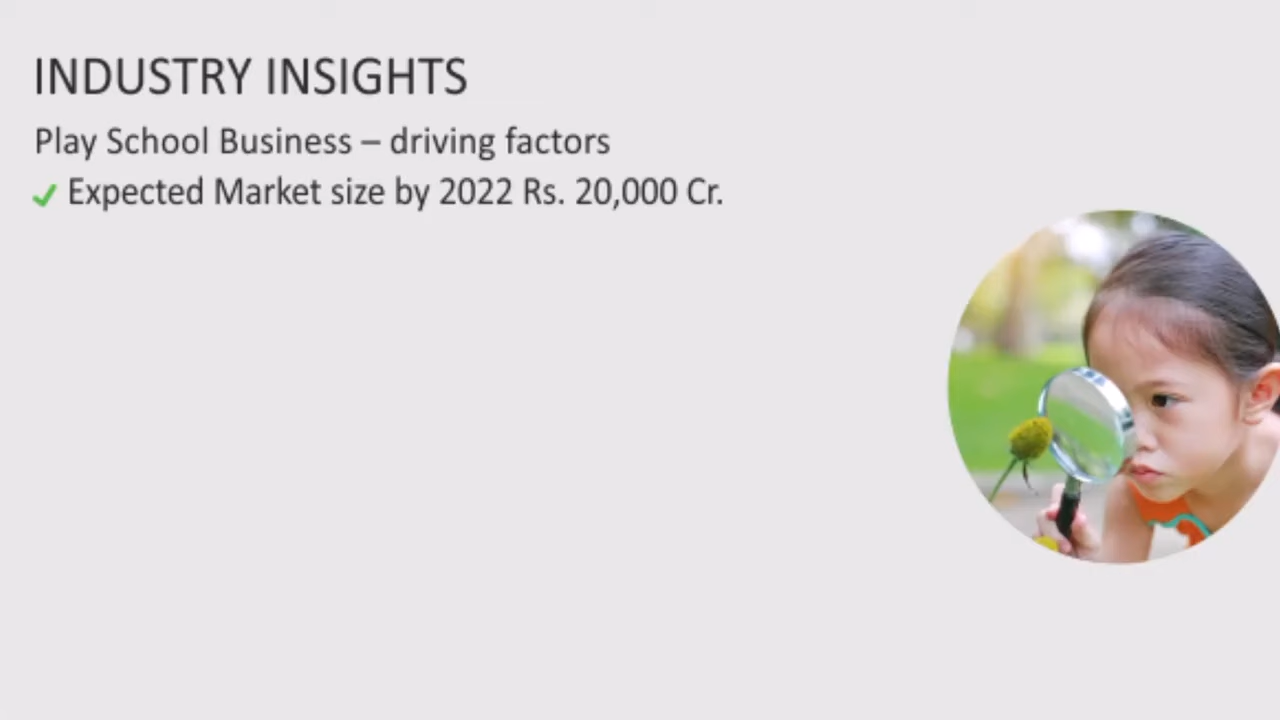 INDUSTRY INSIGHTS
Play School Business – driving factors
Expected Market size by 2022 Rs. 20,000 Cr.